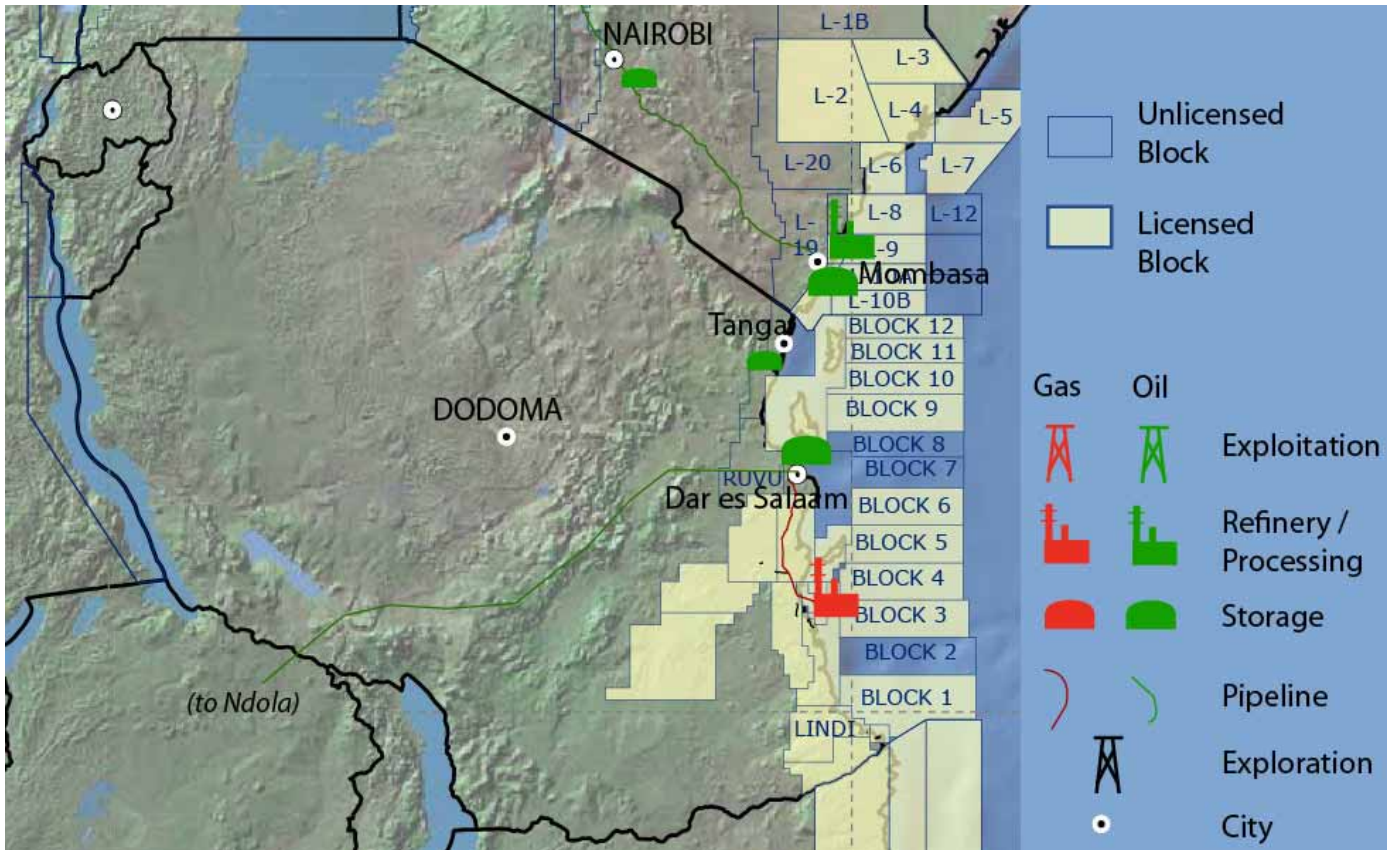 L-1B
NAIROBI
L-3
L-2
L-4
L-5
L-20
L-6
L-7
L-8
L-12
L-
19
-9
Mombasa
L-10B
Tanga
BLOCK 12
BLOCK 11
BLOCK 10
DODOMA
BLOCK 9
BLOCK 8
BLOCK 7
RUVU
Dar es Salaam
BLOCK 6
BLOCK 5
BLOCK 4
BLOCK 3
BLOCK 2
BLOCK 1
(to Ndola)
LINDI
Unlicensed
Block
Licensed
Block
Gas
Oil
Exploitation
Refinery /
Processing
Storage
Pipeline
Exploration
City